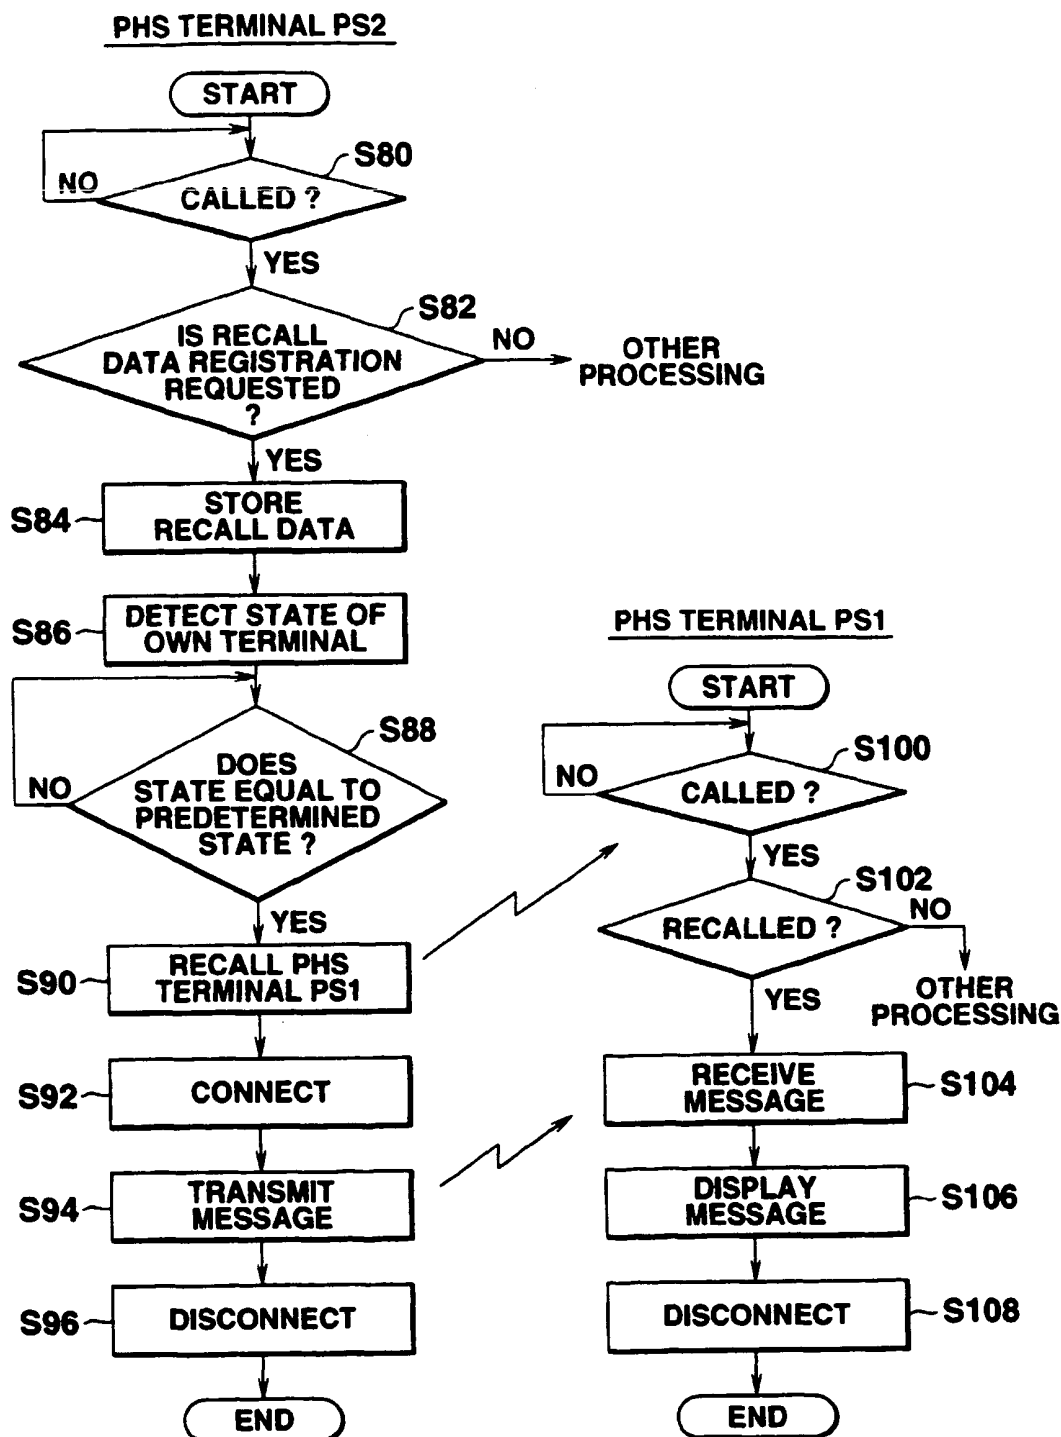 PHS TERMINAL PS2
START
S80
NO
CALLED ?
YES
S82
IS RECALL
DATA REGISTRATION
REQUESTED
?
NO
OTHER
PROCESSING
YES
S84
STORE
RECALL DATA
S86
DETECT STATE OF
OWN TERMINAL
S88
NO
DOES
STATE EQUAL TO
PREDETERMINED
STATE ?
YES
S90
RECALL PHS
TERMINAL PS1
S92
CONNECT
S94
TRANSMIT
MESSAGE
S96
DISCONNECT
END
PHS TERMINAL PS1
START
S100
NO
CALLED ?
YES
S102
RECALLED ?
NO
OTHER
PROCESSING
YES
RECEIVE
MESSAGE
S104
DISPLAY
MESSAGE
S106
DISCONNECT
S108
END